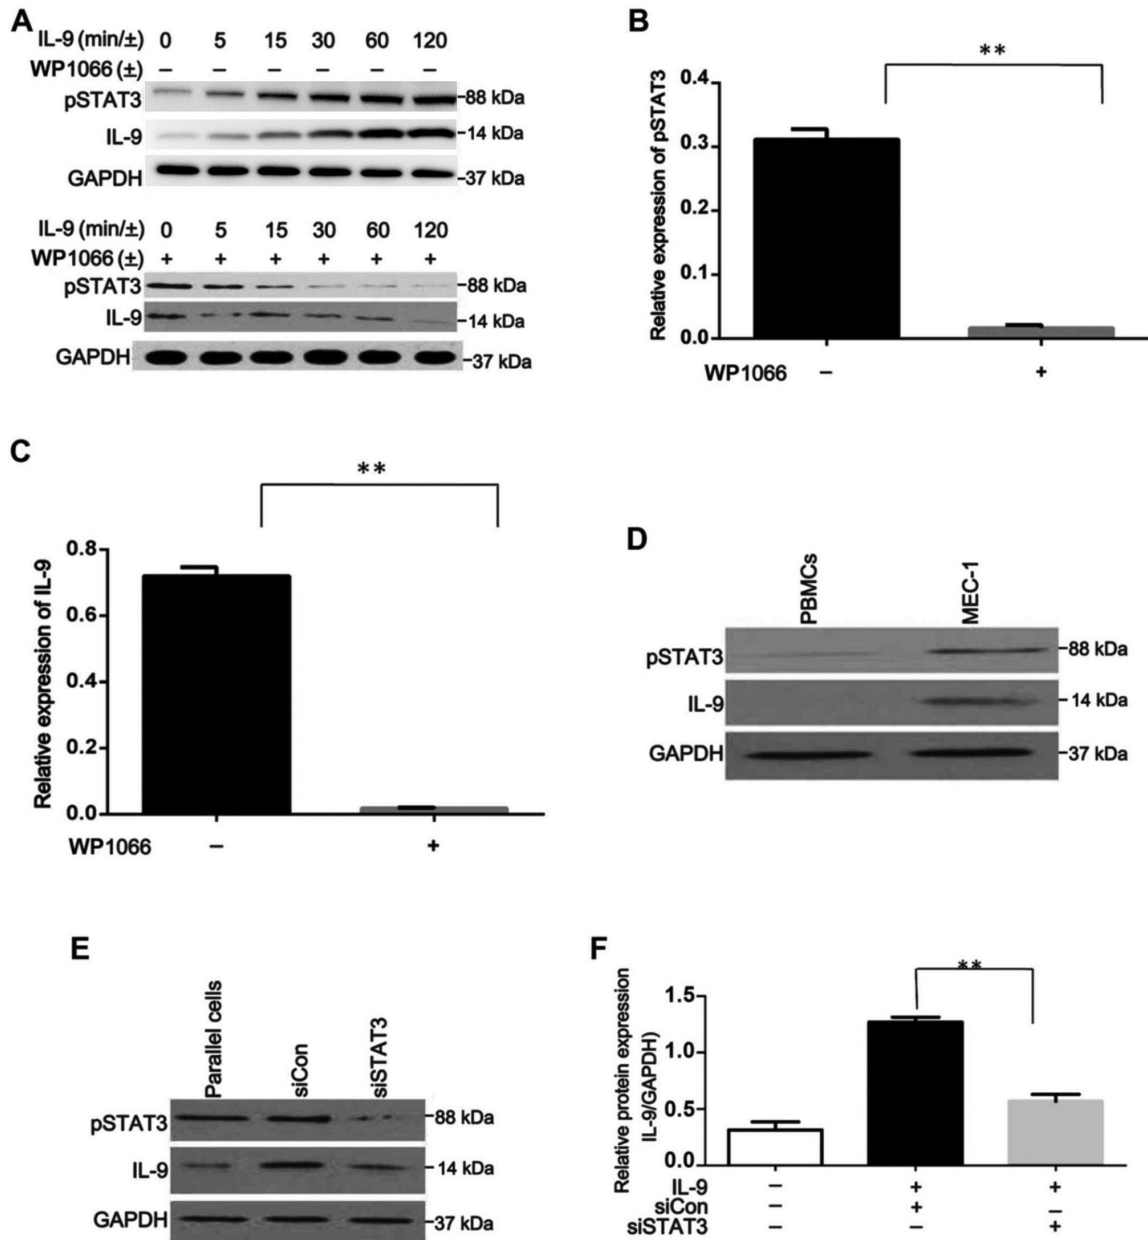 A
IL-9 (min/±) 0 5 15 30 60 120
WP1066 (±) – – – – – –
pSTAT3 –88 kDa
IL-9 –14 kDa
GAPDH –37 kDa
IL-9 (min/±) 0 5 15 30 60 120
WP1066 (±) + + + + + +
pSTAT3 –88 kDa
IL-9 –14 kDa
GAPDH –37 kDa
B
**
Relative expression of pSTAT3
0.4
0.3
0.2
0.1
0.0
WP1066 – +
C
**
Relative expression of IL-9
0.8
0.6
0.4
0.2
0.0
WP1066 – +
D
PBMCs MEC-1
pSTAT3 –88 kDa
IL-9 – 14 kDa
GAPDH –37 kDa
E
Parallel cells siCon siSTAT3
pSTAT3 –88 kDa
IL-9 –14 kDa
GAPDH –37 kDa
F
**
Relative protein expression
IL-9/GAPDH)
1.5
1.0
0.5
0.0
IL-9 – + +
siCon – + –
siSTAT3 – – +